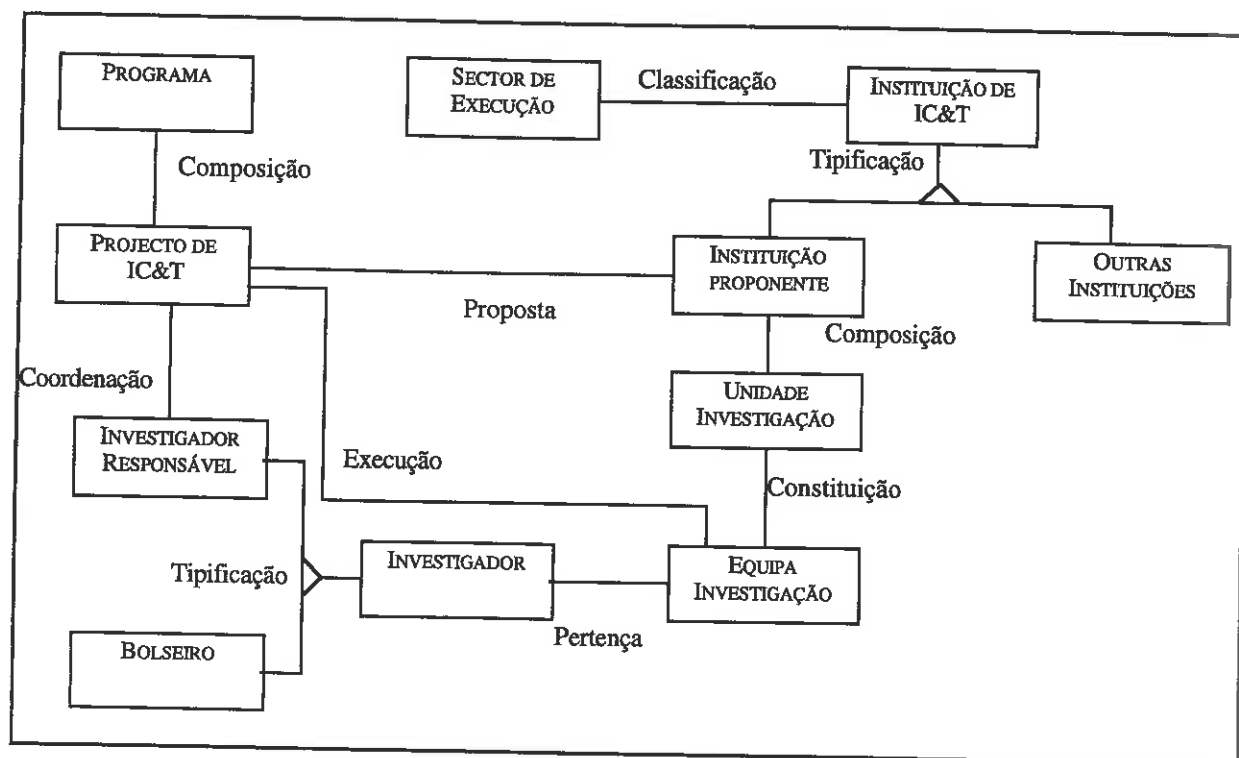 PROGRAMA
SECTOR DE
EXECUÇÃO
Classificação
INSTITUIÇÃO DE
IC&T
Composição
Tipificação
PROJECTO DE
IC&T
Proposta
INSTITUIÇÃO
PROPONENTE
OUTRAS
INSTITUIÇÕES
Composição
Coordenação
UNIDADE
INVESTIGAÇÃO
INVESTIGADOR
RESPONSÁVEL
Execução
Constituição
Tipificação
INVESTIGADOR
EQUIPA
INVESTIGAÇÃO
Pertença
BOLSEIRO